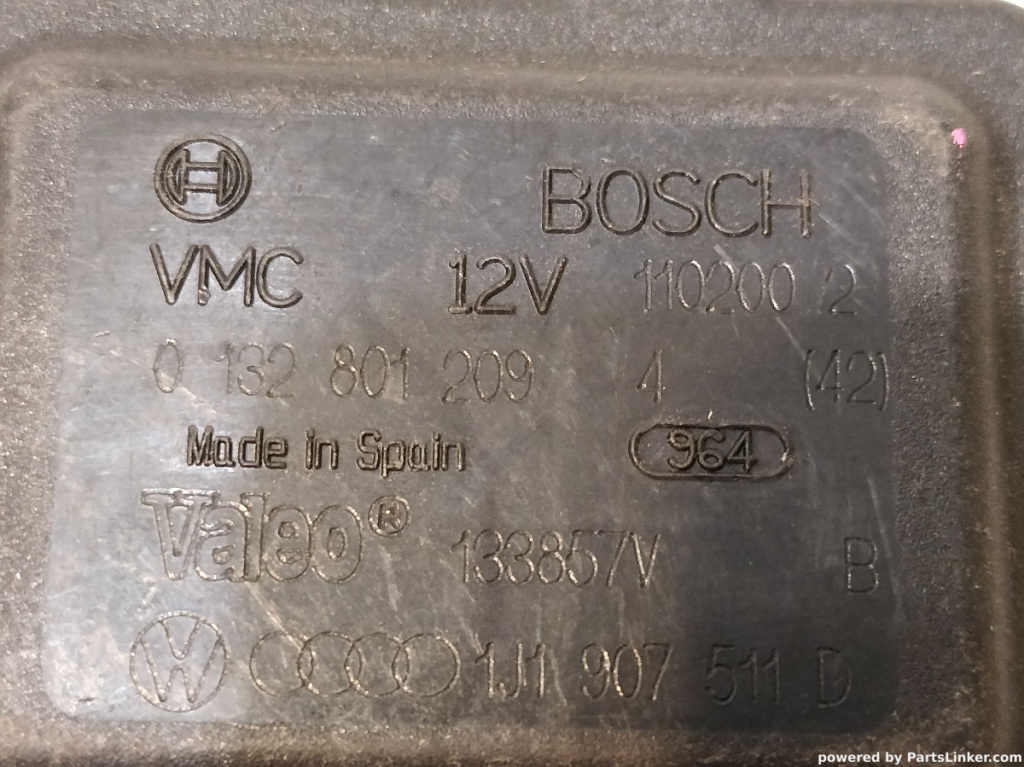 BOSCH
VMC 12V 110200 2
0 132 801 209 4 (42)
Made in Spain 964
Valeo® 133857V B
1J1 907 511 D
powered by PartsLinker.com